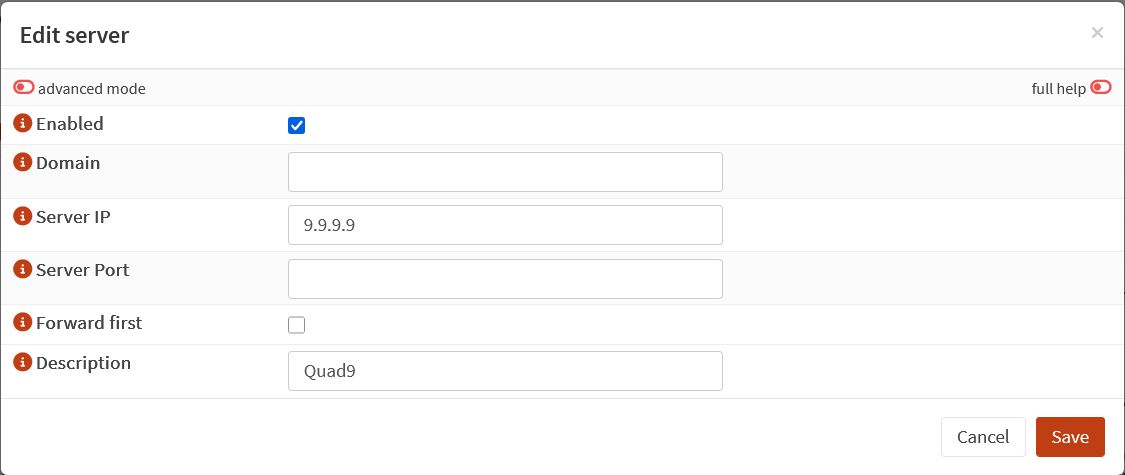 Edit server
×
advanced mode
full help
Enabled
Domain
Server IP
9.9.9.9
Server Port
Forward first
Description
Quad9
Cancel
Save